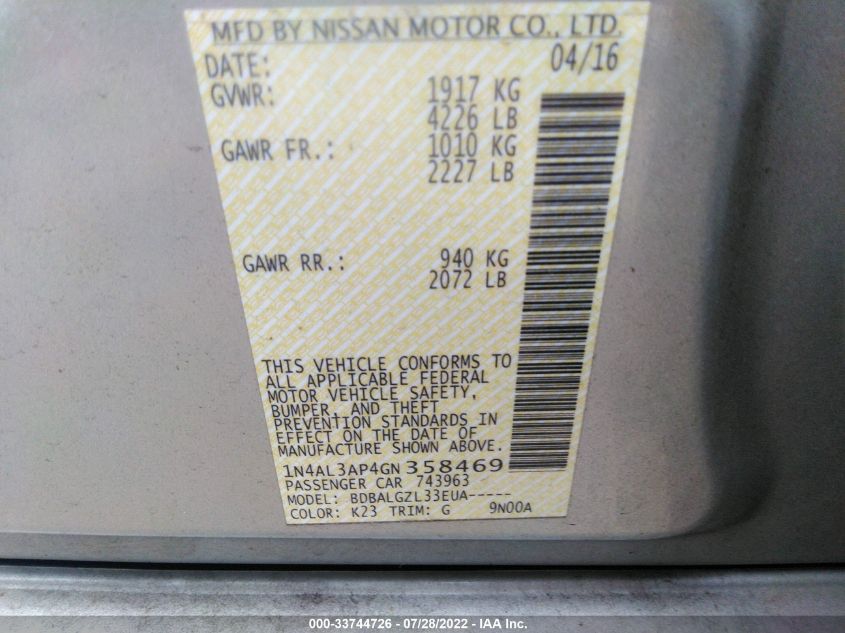 MFD BY NISSAN MOTOR CO., LTD.
DATE: 04/16
GVWR: 1917 KG
4226 LB
GAWR FR.: 1010 KG
2227 LB
GAWR RR.: 940 KG
2072 LB
THIS VEHICLE CONFORMS TO
ALL APPLICABLE FEDERAL
MOTOR VEHICLE SAFETY,
BUMPER, AND THEFT
PREVENTION STANDARDS IN
EFFECT ON THE DATE OF
MANUFACTURE SHOWN ABOVE.
1N4AL3AP4GN358469
PASSENGER CAR 743963
MODEL: BDBALGZL33EUA-----
COLOR: K23 TRIM: G 9N00A
000-33744726 - 07/28/2022 - IAA Inc.